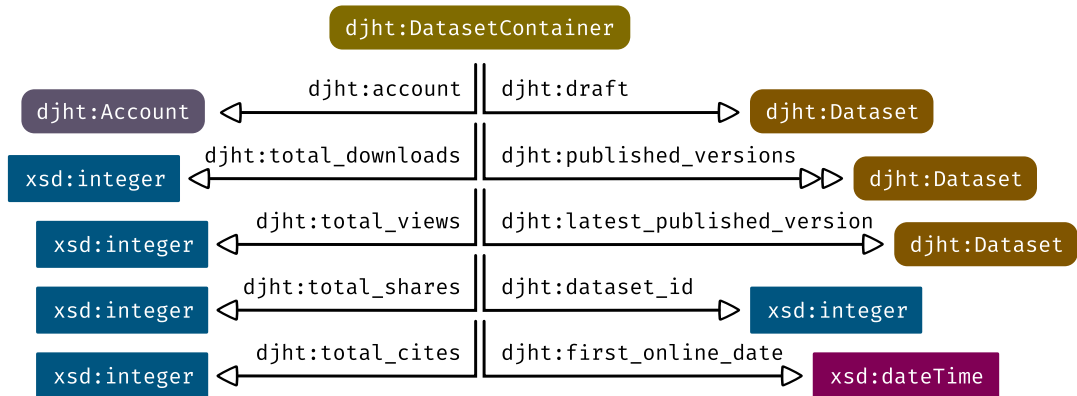 djht:DatasetContainer
djht:account djht:draft
djht:Account djht:Dataset
djht:total_downloads djht:published_versions
xsd:integer djht:Dataset
djht:total_views djht:latest_published_version
xsd:integer djht:Dataset
djht:total_shares djht:dataset_id
xsd:integer xsd:integer
djht:total_cites djht:first_online_date
xsd:integer xsd:dateTime